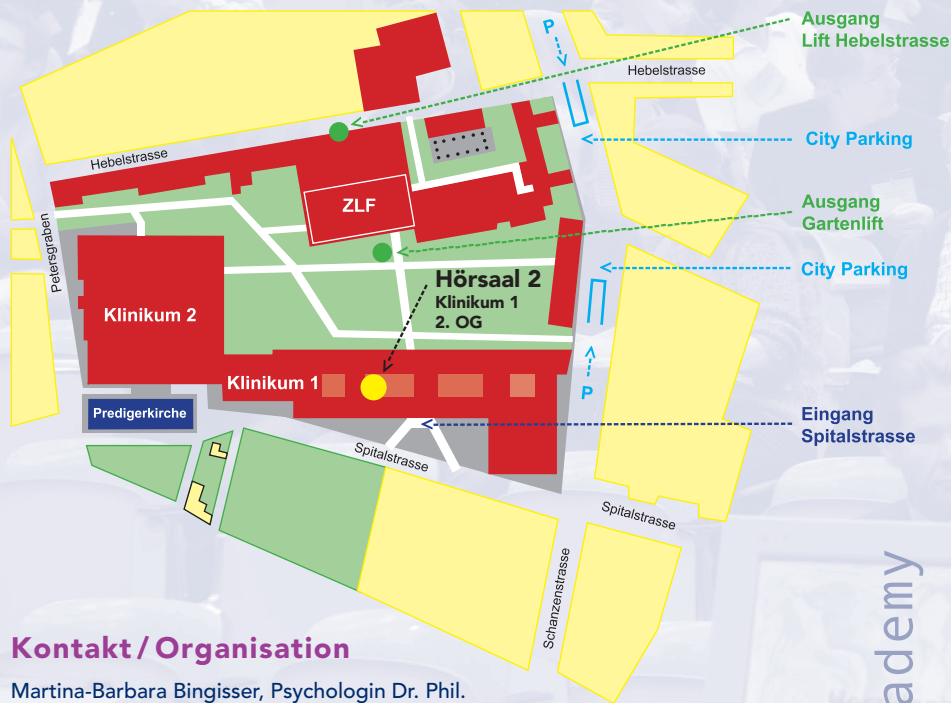 Ausgang
Lift Hebelstrasse
P
Hebelstrasse
City Parking
Hebelstrasse
ZLF
Ausgang
Gartenlift
Petersgraben
City Parking
Hörsaal 2
Klinikum 1
2. OG
Klinikum 2
Klinikum 1
P
Predigerkirche
Eingang
Spitalstrasse
Spitalstrasse
Spitalstrasse
Schanzenstrasse
ademy
Kontakt / Organisation
Martina-Barbara Bingisser, Psychologin Dr. Phil.